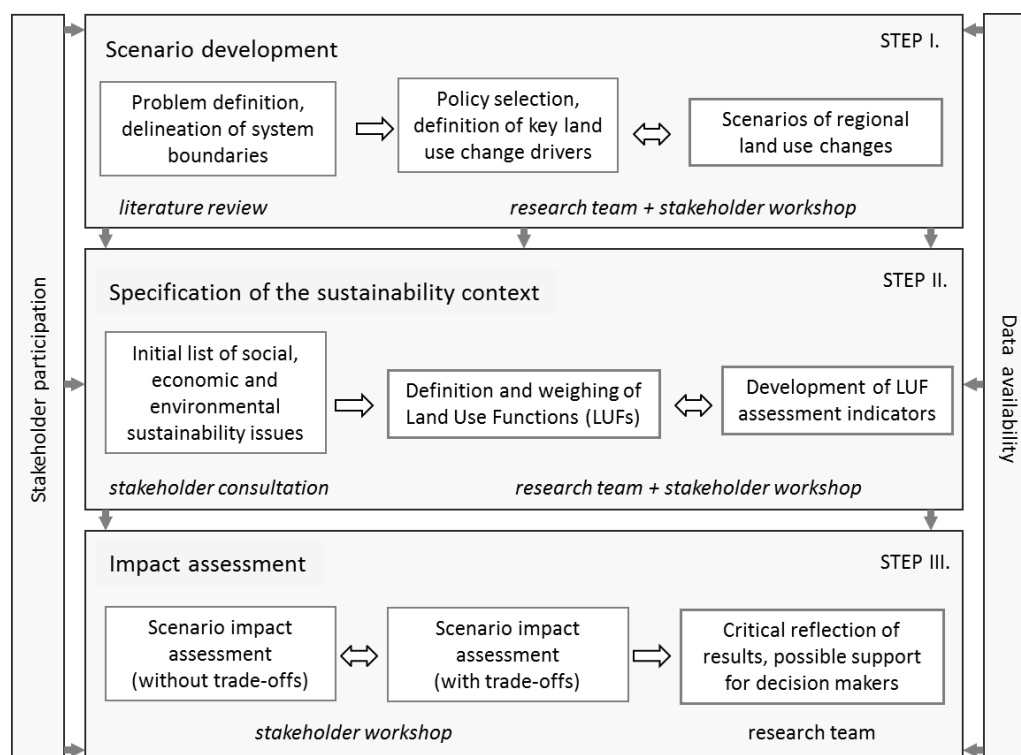 Stakeholder participation
Scenario development
STEP I.
Problem definition,
delineation of system
boundaries
Policy selection,
definition of key land
use change drivers
Scenarios of regional
land use changes
literature review
research team + stakeholder workshop
Specification of the sustainability context
STEP II.
Initial list of social,
economic and
environmental
sustainability issues
Definition and weighing of
Land Use Functions (LUFs)
Development of LUF
assessment indicators
stakeholder consultation
research team + stakeholder workshop
Impact assessment
STEP III.
Scenario impact
assessment
(without trade-offs)
Scenario impact
assessment
(with trade-offs)
Critical reflection of
results, possible support
for decision makers
stakeholder workshop
research team
Data availability